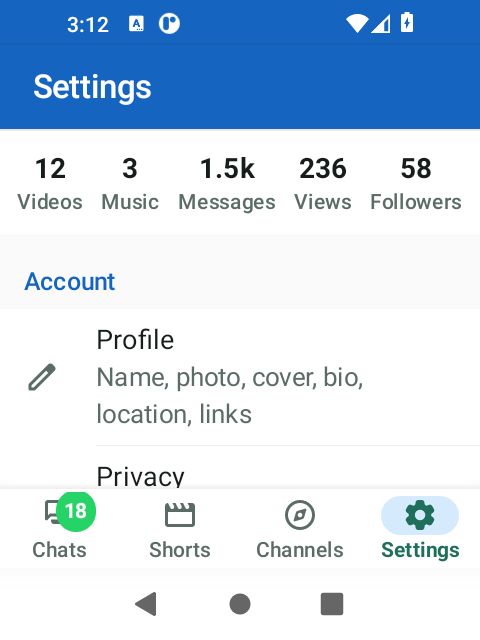 3:12
Settings
12 3 1.5k 236 58
Videos Music Messages Views Followers
Account
Profile
Name, photo, cover, bio,
location, links
Privacy
18
Chats Shorts Channels Settings